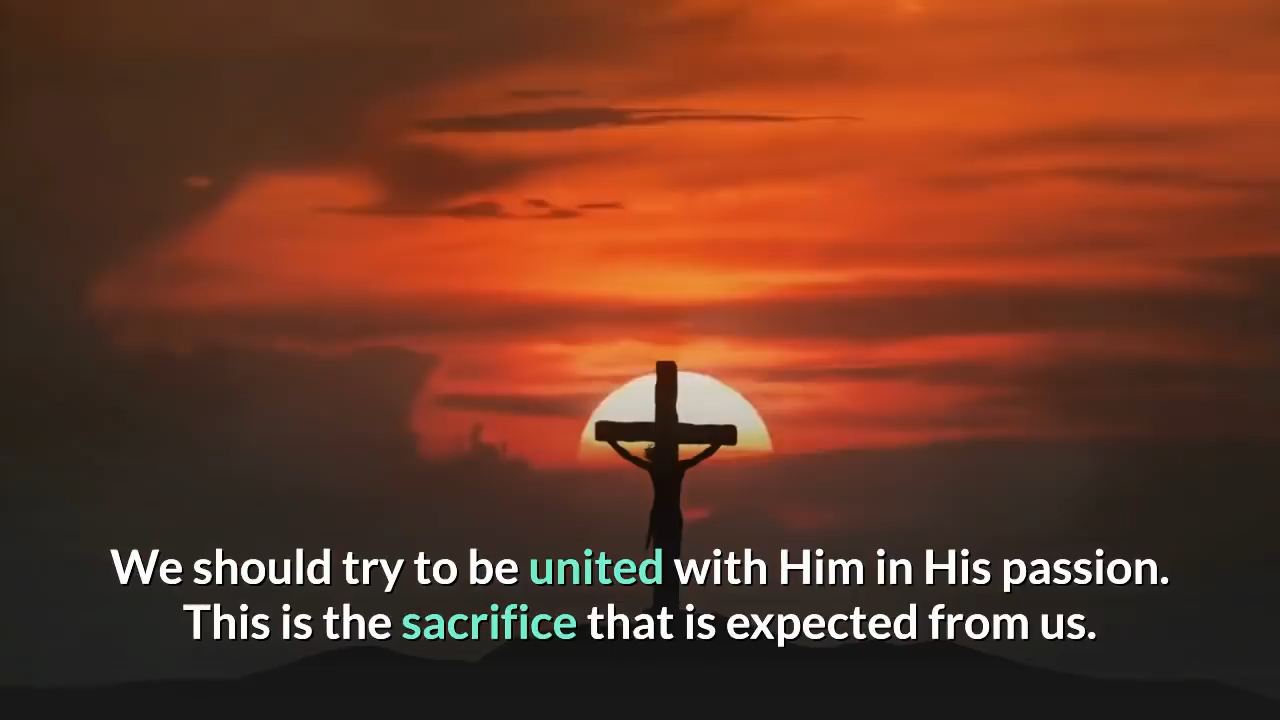 We should try to be united with Him in His passion.
This is the sacrifice that is expected from us.